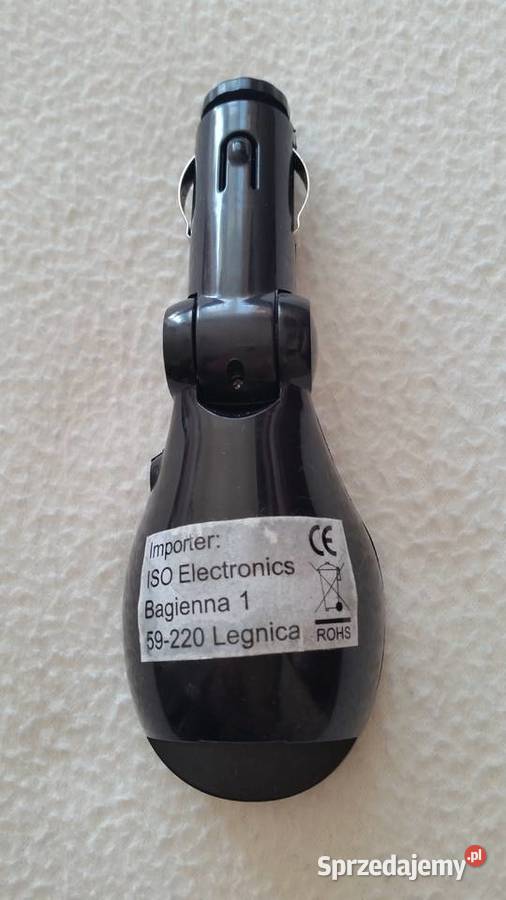 Importer:
ISO Electronics
Bagienna 1
59-220 Legnica
CE
ROHS
Sprzedajemy.pl